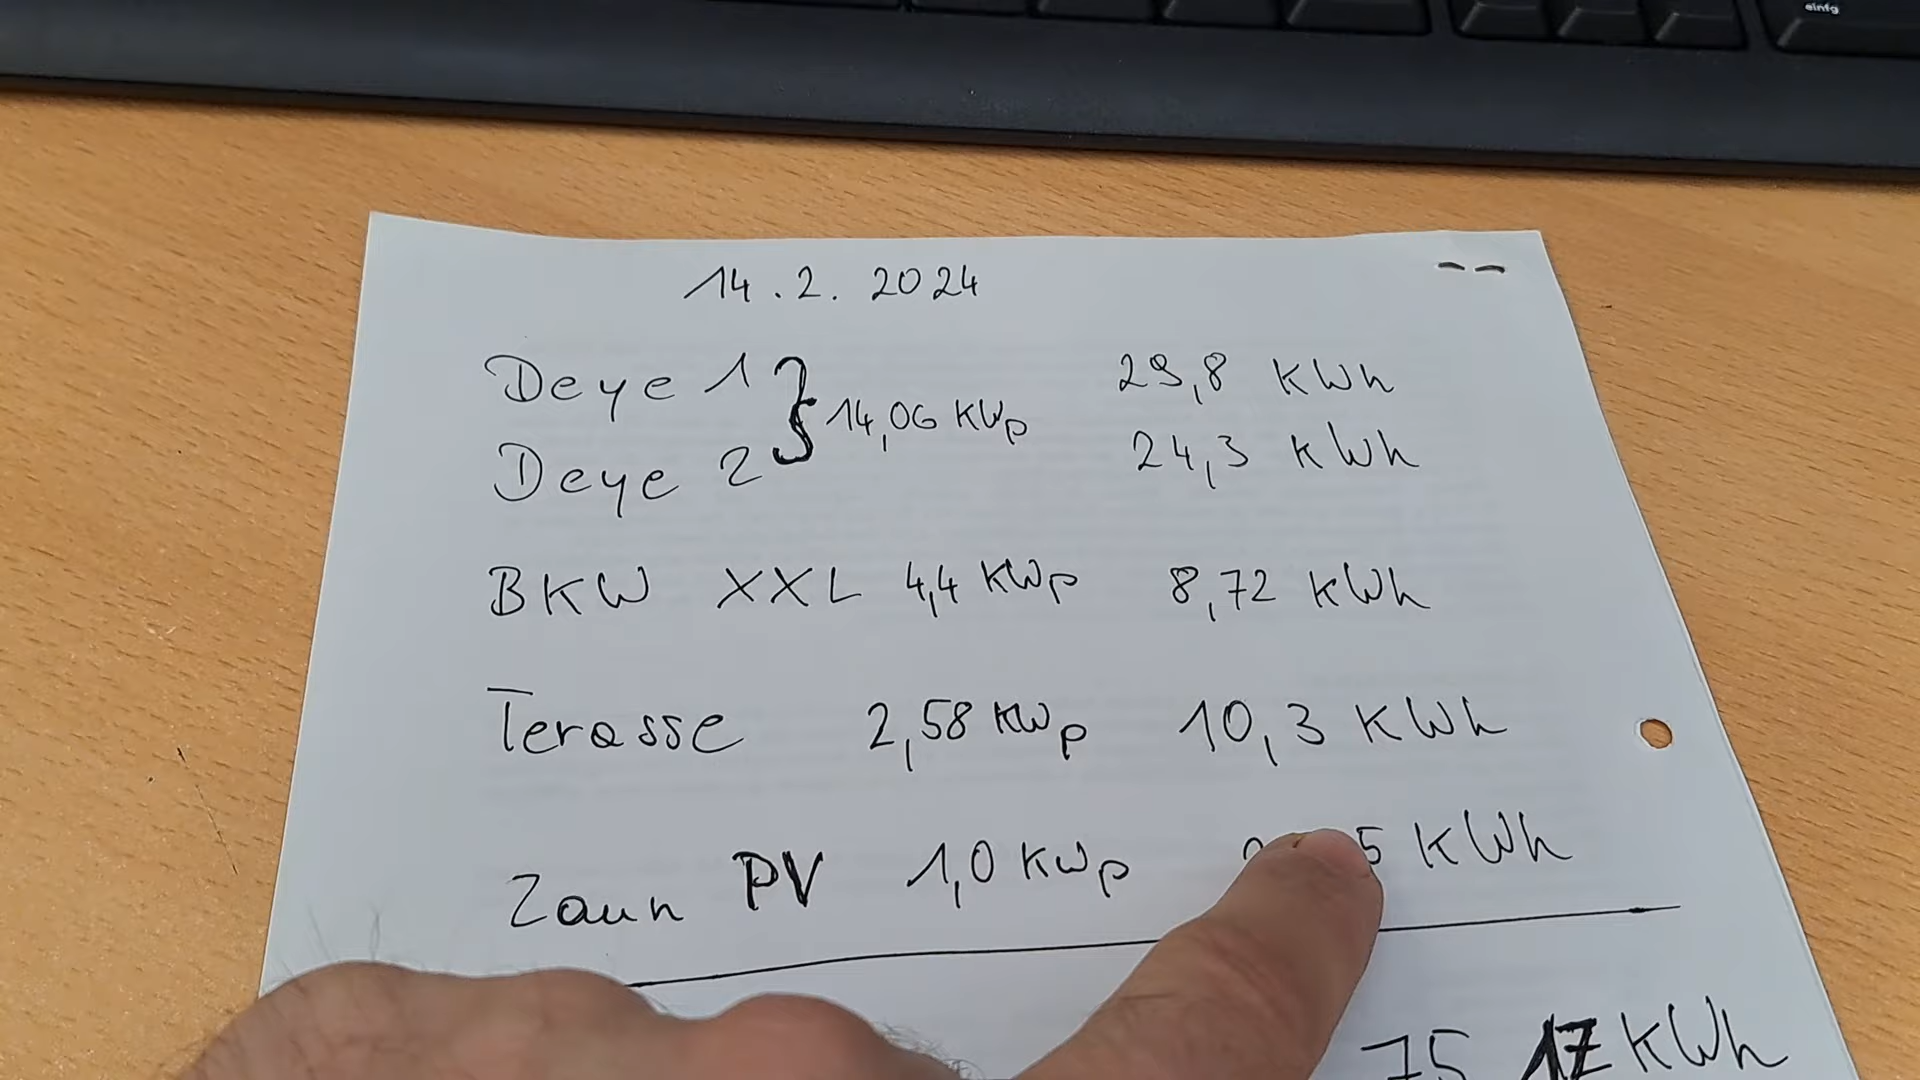 einfg
14.2.2024
Deye 1 } 14,06 KWp 29,8 KWh
Deye 2 24,3 KWh
BKW XXL 4,4 KWp 8,72 KWh
Terasse 2,58 KWp 10,3 KWh
Zaun PV 1,0 KWp 5 KWh
75 17 KWh